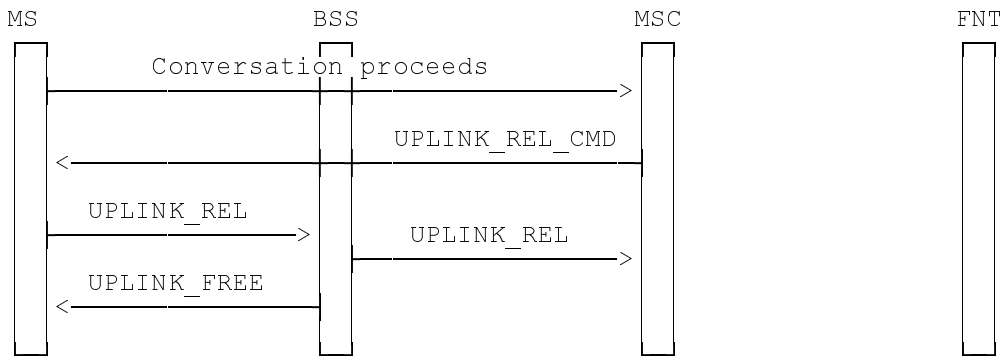 MS BSS MSC FNT
Conversation proceeds
UPLINK_REL_CMD
UPLINK_REL
UPLINK_REL
UPLINK_FREE